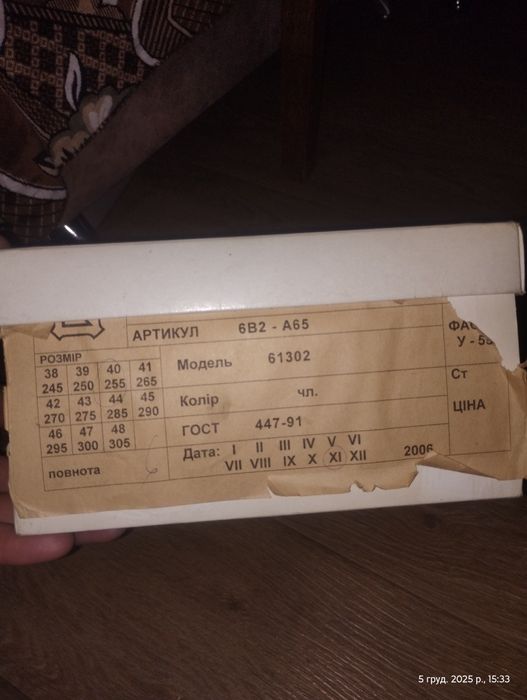 АРТИКУЛ 6В2 - А65
РОЗМІР
38 39 40 41
245 250 255 265
42 43 44 45
270 275 285 290
46 47 48
295 300 305
повнота 6
Модель 61302
Колір чл.
ГОСТ 447-91
Дата: I II III IV V VI
VII VIII IX X XI XII 2006
Ст
ЦІНА
5 груд. 2025 р., 15:33